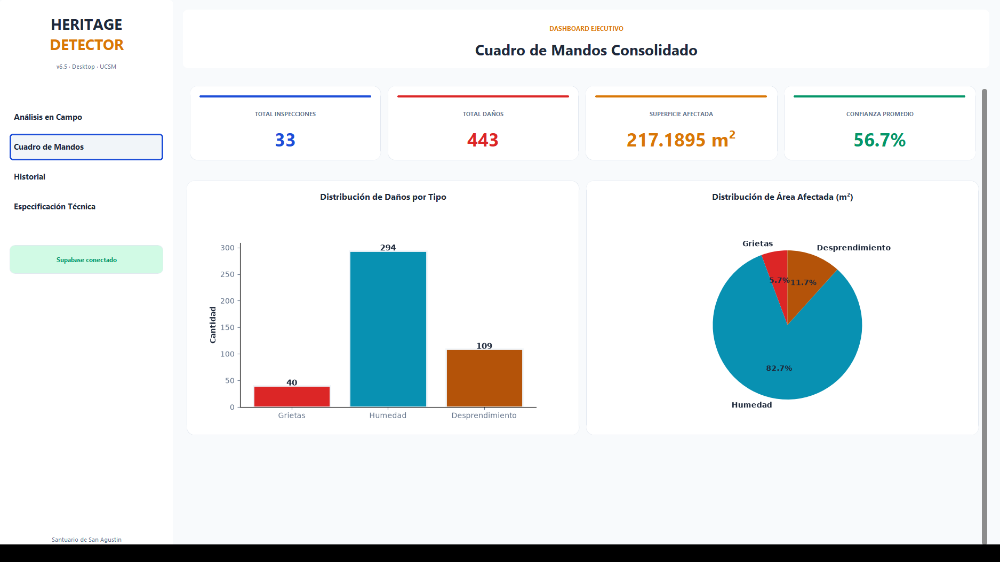 HERITAGE
DETECTOR
v6.5 · Desktop · UCSM
Análisis en Campo
Cuadro de Mandos
Historial
Especificación Técnica
Supabase conectado
Santuario de San Agustin
DASHBOARD EJECUTIVO
Cuadro de Mandos Consolidado
TOTAL INSPECCIONES
33
TOTAL DAÑOS
443
SUPERFICIE AFECTADA
217.1895 m²
CONFIANZA PROMEDIO
56.7%
Distribución de Daños por Tipo
Cantidad
300
250
200
150
100
50
0
40
294
109
Grietas
Humedad
Desprendimiento
Distribución de Área Afectada (m²)
Grietas
Desprendimiento
5.7%
11.7%
82.7%
Humedad